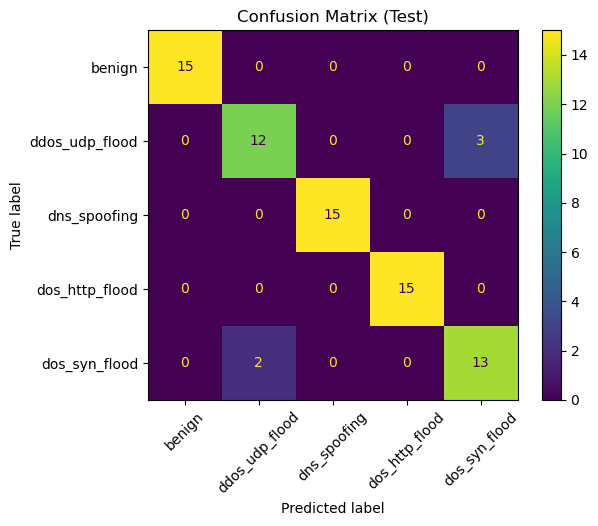 Confusion Matrix (Test)
True label
benign 15 0 0 0 0
ddos_udp_flood 0 12 0 0 3
dns_spoofing 0 0 15 0 0
dos_http_flood 0 0 0 15 0
dos_syn_flood 0 2 0 0 13
benign ddos_udp_flood dns_spoofing dos_http_flood dos_syn_flood
Predicted label
14
12
10
8
6
4
2
0